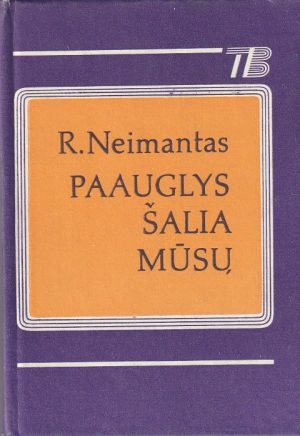 TB
R. Neimantas
PAAUGLYS
ŠALIA
MŪSŲ